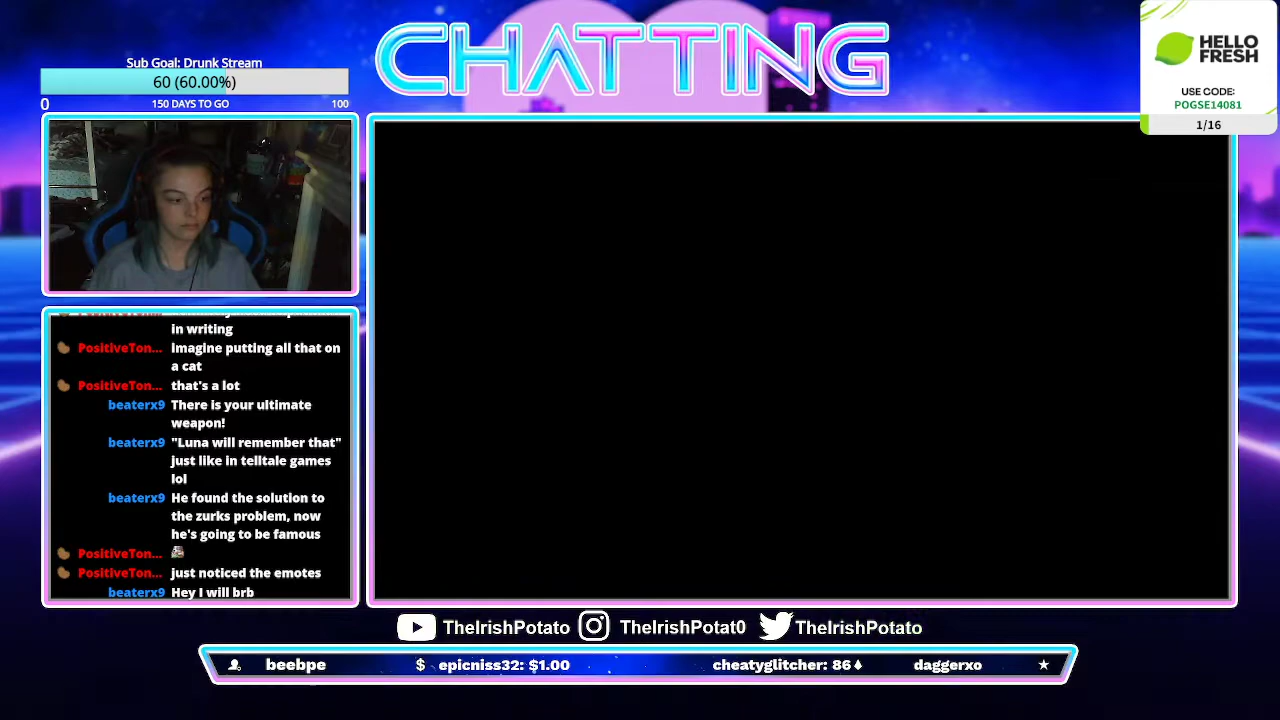 CHATTING
Sub Goal: Drunk Stream
60 (60.00%)
0 150 DAYS TO GO 100
HELLO
FRESH
USE CODE:
POGSE14081
1/16
in writing
PositiveTon... Imagine putting all that on
a cat
PositiveTon... that's a lot
beaterx9 There is your ultimate
weapon!
beaterx9 "Luna will remember that"
just like in telltale games
lol
beaterx9 He found the solution to
the zurks problem, now
he's going to be famous
PositiveTon...
PositiveTon... just noticed the emotes
beaterx9 Hey I will brb
TheIrishPotato TheIrishPotat0 TheIrishPotato
beebpe $ epicniss32: $1.00 cheatyglitcher: 86 daggerxo